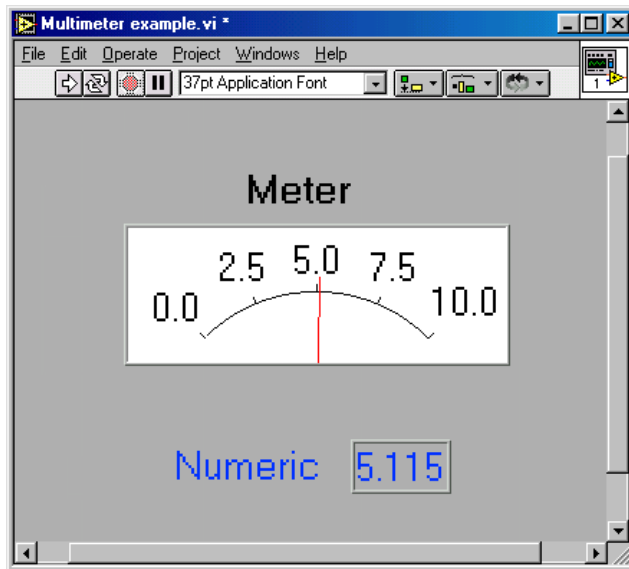 Multimeter example.vi *
File Edit Operate Project Windows Help
37pt Application Font
1
Meter
0.0 2.5 5.0 7.5 10.0
Numeric 5.115